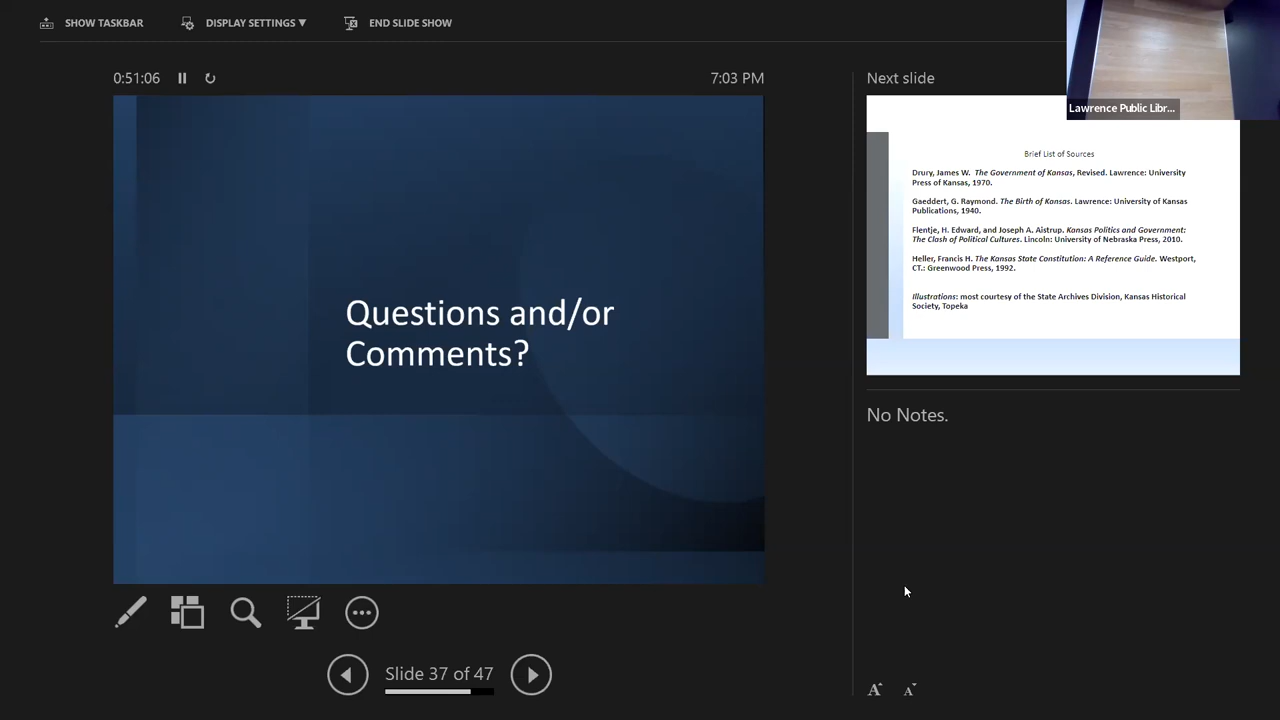 SHOW TASKBAR
DISPLAY SETTINGS ▼
END SLIDE SHOW
0:51:06
7:03 PM
Questions and/or
Comments?
Slide 37 of 47
Next slide
Lawrence Public Libr...
Brief List of Sources
Drury, James W. The Government of Kansas, Revised. Lawrence: University
Press of Kansas, 1970.
Gaeddert, G. Raymond. The Birth of Kansas. Lawrence: University of Kansas
Publications, 1940.
Flentje, H. Edward, and Joseph A. Aistrup. Kansas Politics and Government:
The Clash of Political Cultures. Lincoln: University of Nebraska Press, 2010.
Heller, Francis H. The Kansas State Constitution: A Reference Guide. Westport,
CT.: Greenwood Press, 1992.
Illustrations: most courtesy of the State Archives Division, Kansas Historical
Society, Topeka
No Notes.
A A